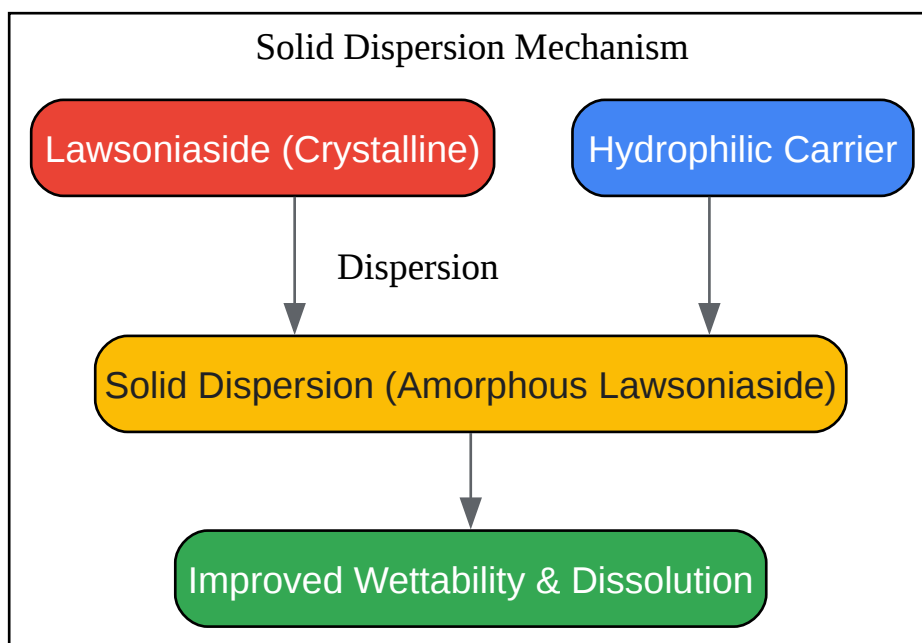 Solid Dispersion Mechanism
Lawsoniaside (Crystalline)
Hydrophilic Carrier
Dispersion
Solid Dispersion (Amorphous Lawsoniaside)
Improved Wettability & Dissolution